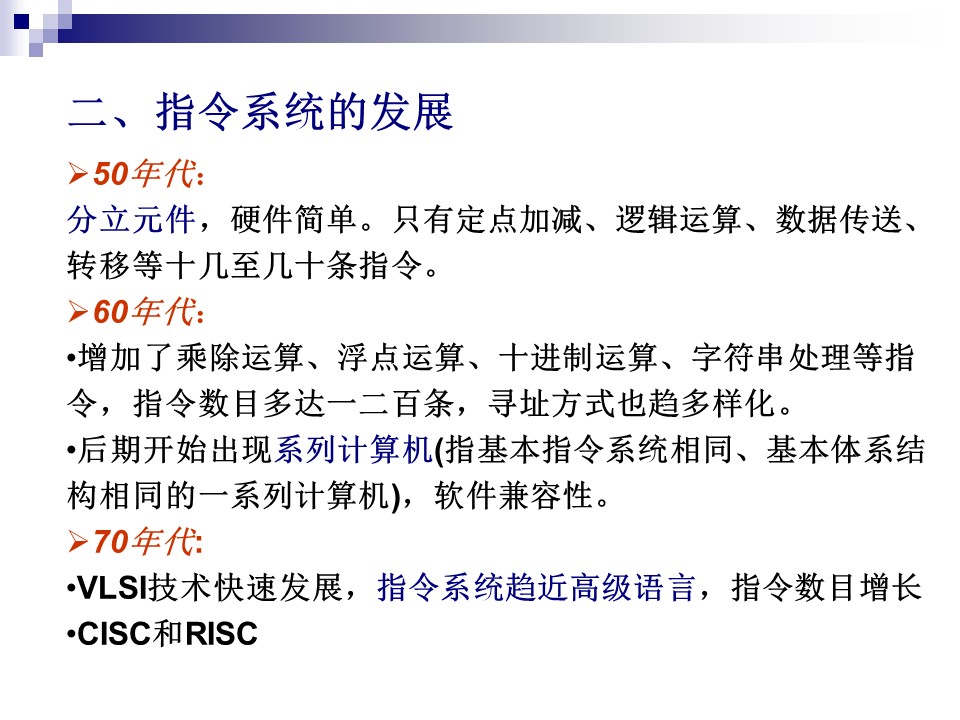 二、指令系统的发展
➢50年代：
分立元件，硬件简单。只有定点加减、逻辑运算、数据传送、
转移等十几至几十条指令。
➢60年代：
•增加了乘除运算、浮点运算、十进制运算、字符串处理等指
令，指令数目多达一二百条，寻址方式也趋多样化。
•后期开始出现系列计算机(指基本指令系统相同、基本体系结
构相同的一系列计算机)，软件兼容性。
➢70年代:
•VLSI技术快速发展，指令系统趋近高级语言，指令数目增长
•CISC和RISC